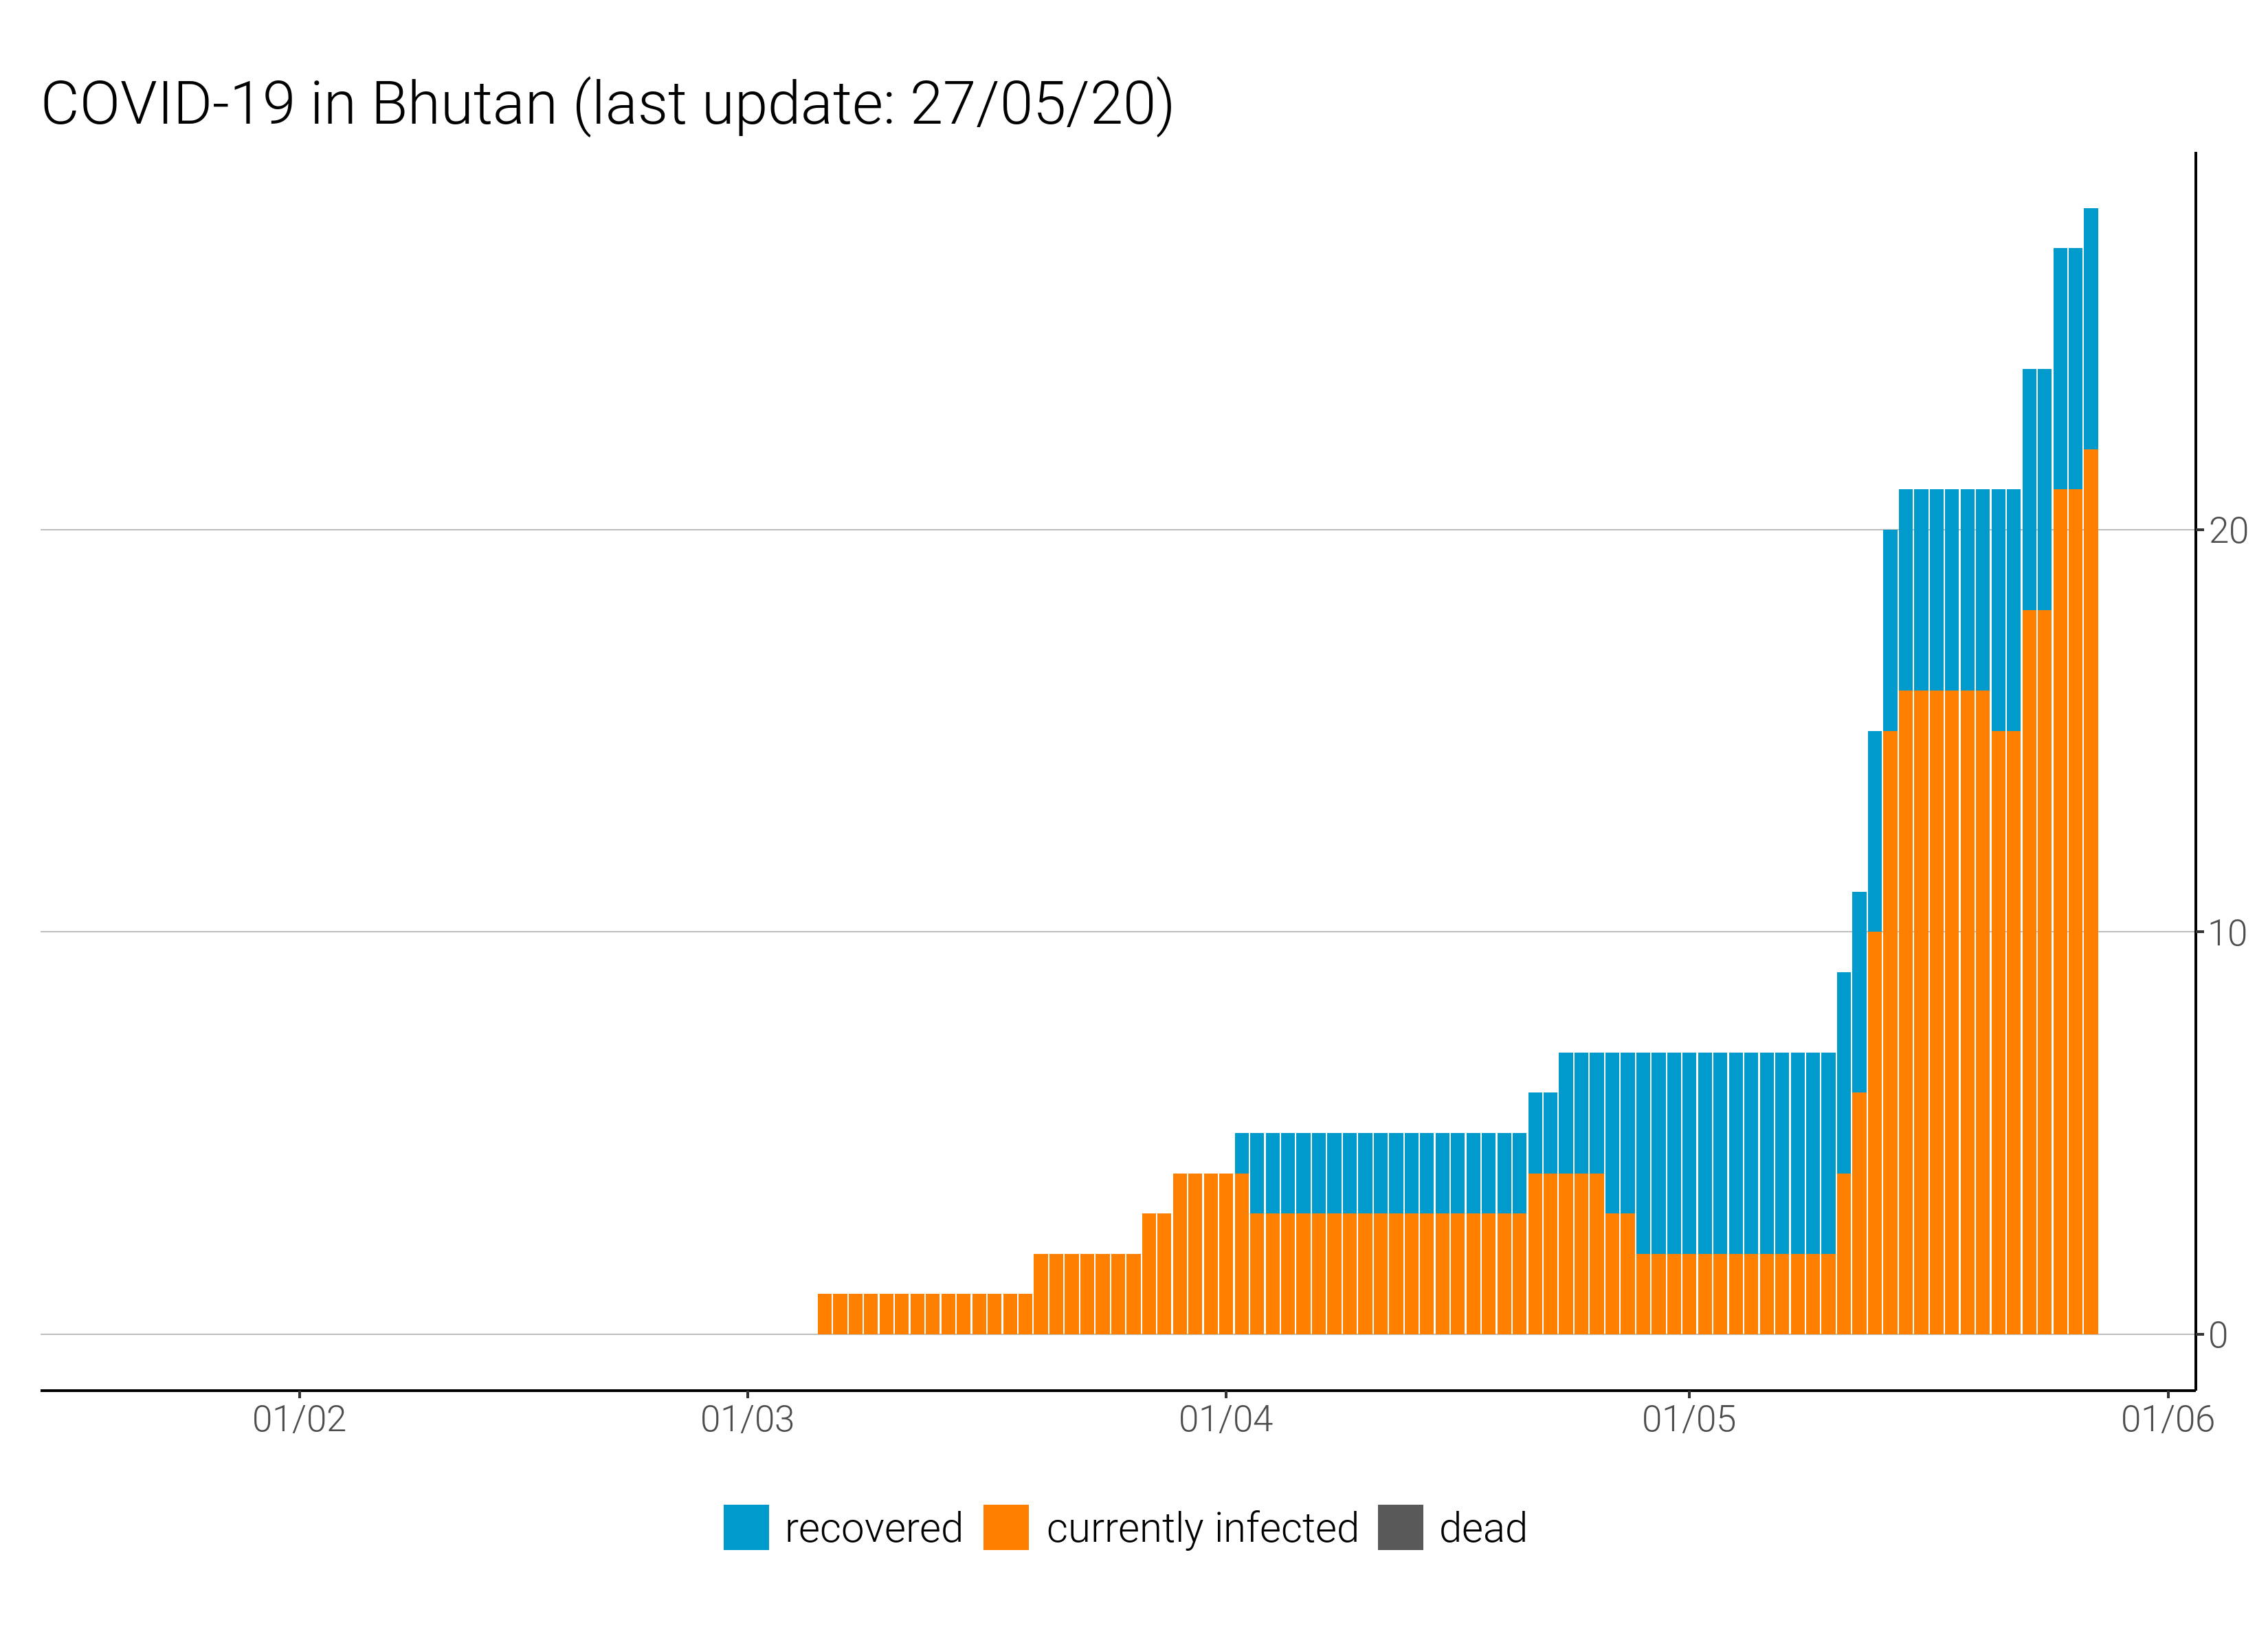 COVID-19 in Bhutan (last update: 27/05/20)
20
10
0
01/02 01/03 01/04 01/05 01/06
recovered currently infected dead